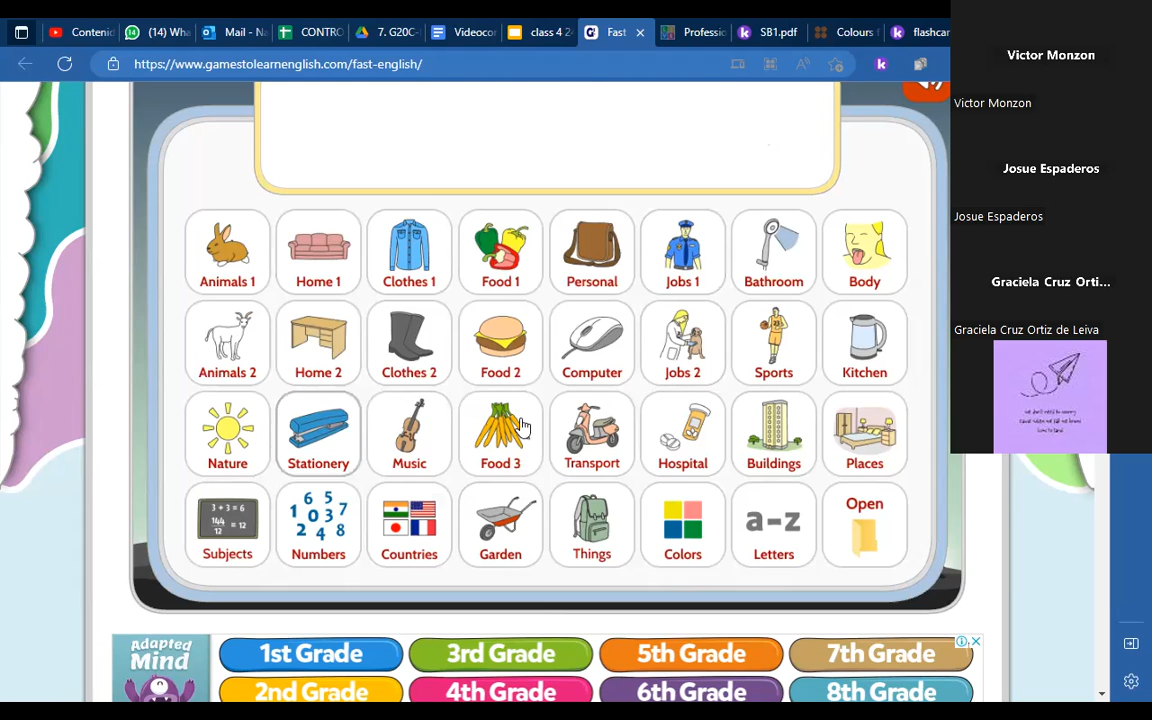 Contenid
(14) Wha
Mail - Na
CONTRO
7. G20C-
Videocor
class 4 24
Fast
Professio
SB1.pdf
Colours f
flashcar
https://www.gamestolearnenglish.com/fast-english/
Victor Monzon
Victor Monzon
Josue Espaderos
Josue Espaderos
Graciela Cruz Orti...
Graciela Cruz Ortiz de Leiva
Animals 1
Home 1
Clothes 1
Food 1
Personal
Jobs 1
Bathroom
Body
Animals 2
Home 2
Clothes 2
Food 2
Computer
Jobs 2
Sports
Kitchen
Nature
Stationery
Music
Food 3
Transport
Hospital
Buildings
Places
3 + 3 = 6
144/12 = 12
Subjects
6 5 7
1 0 3
2 4 8
Numbers
Countries
Garden
Things
Colors
a-z
Letters
Open
Adapted
Mind
1st Grade
3rd Grade
5th Grade
7th Grade
2nd Grade
4th Grade
6th Grade
8th Grade